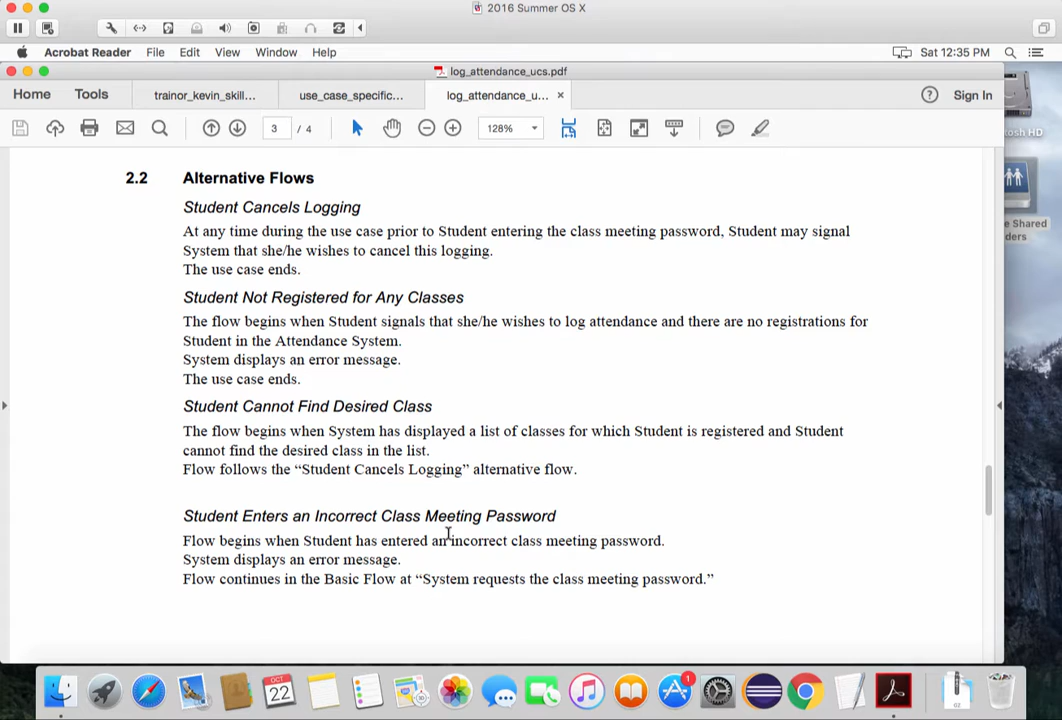 2016 Summer OS X
Acrobat Reader File Edit View Window Help Sat 12:35 PM
log_attendance_ucs.pdf
Home Tools trainor_kevin_skill... use_case_specific... log_attendance_u... × ? Sign In
3 / 4 128%
2.2 Alternative Flows
Student Cancels Logging
At any time during the use case prior to Student entering the class meeting password, Student may signal
System that she/he wishes to cancel this logging.
The use case ends.
Student Not Registered for Any Classes
The flow begins when Student signals that she/he wishes to log attendance and there are no registrations for
Student in the Attendance System.
System displays an error message.
The use case ends.
Student Cannot Find Desired Class
The flow begins when System has displayed a list of classes for which Student is registered and Student
cannot find the desired class in the list.
Flow follows the “Student Cancels Logging” alternative flow.
Student Enters an Incorrect Class Meeting Password
Flow begins when Student has entered an incorrect class meeting password.
System displays an error message.
Flow continues in the Basic Flow at “System requests the class meeting password.”
tosh HD
e Shared
ders
OCT
22
1